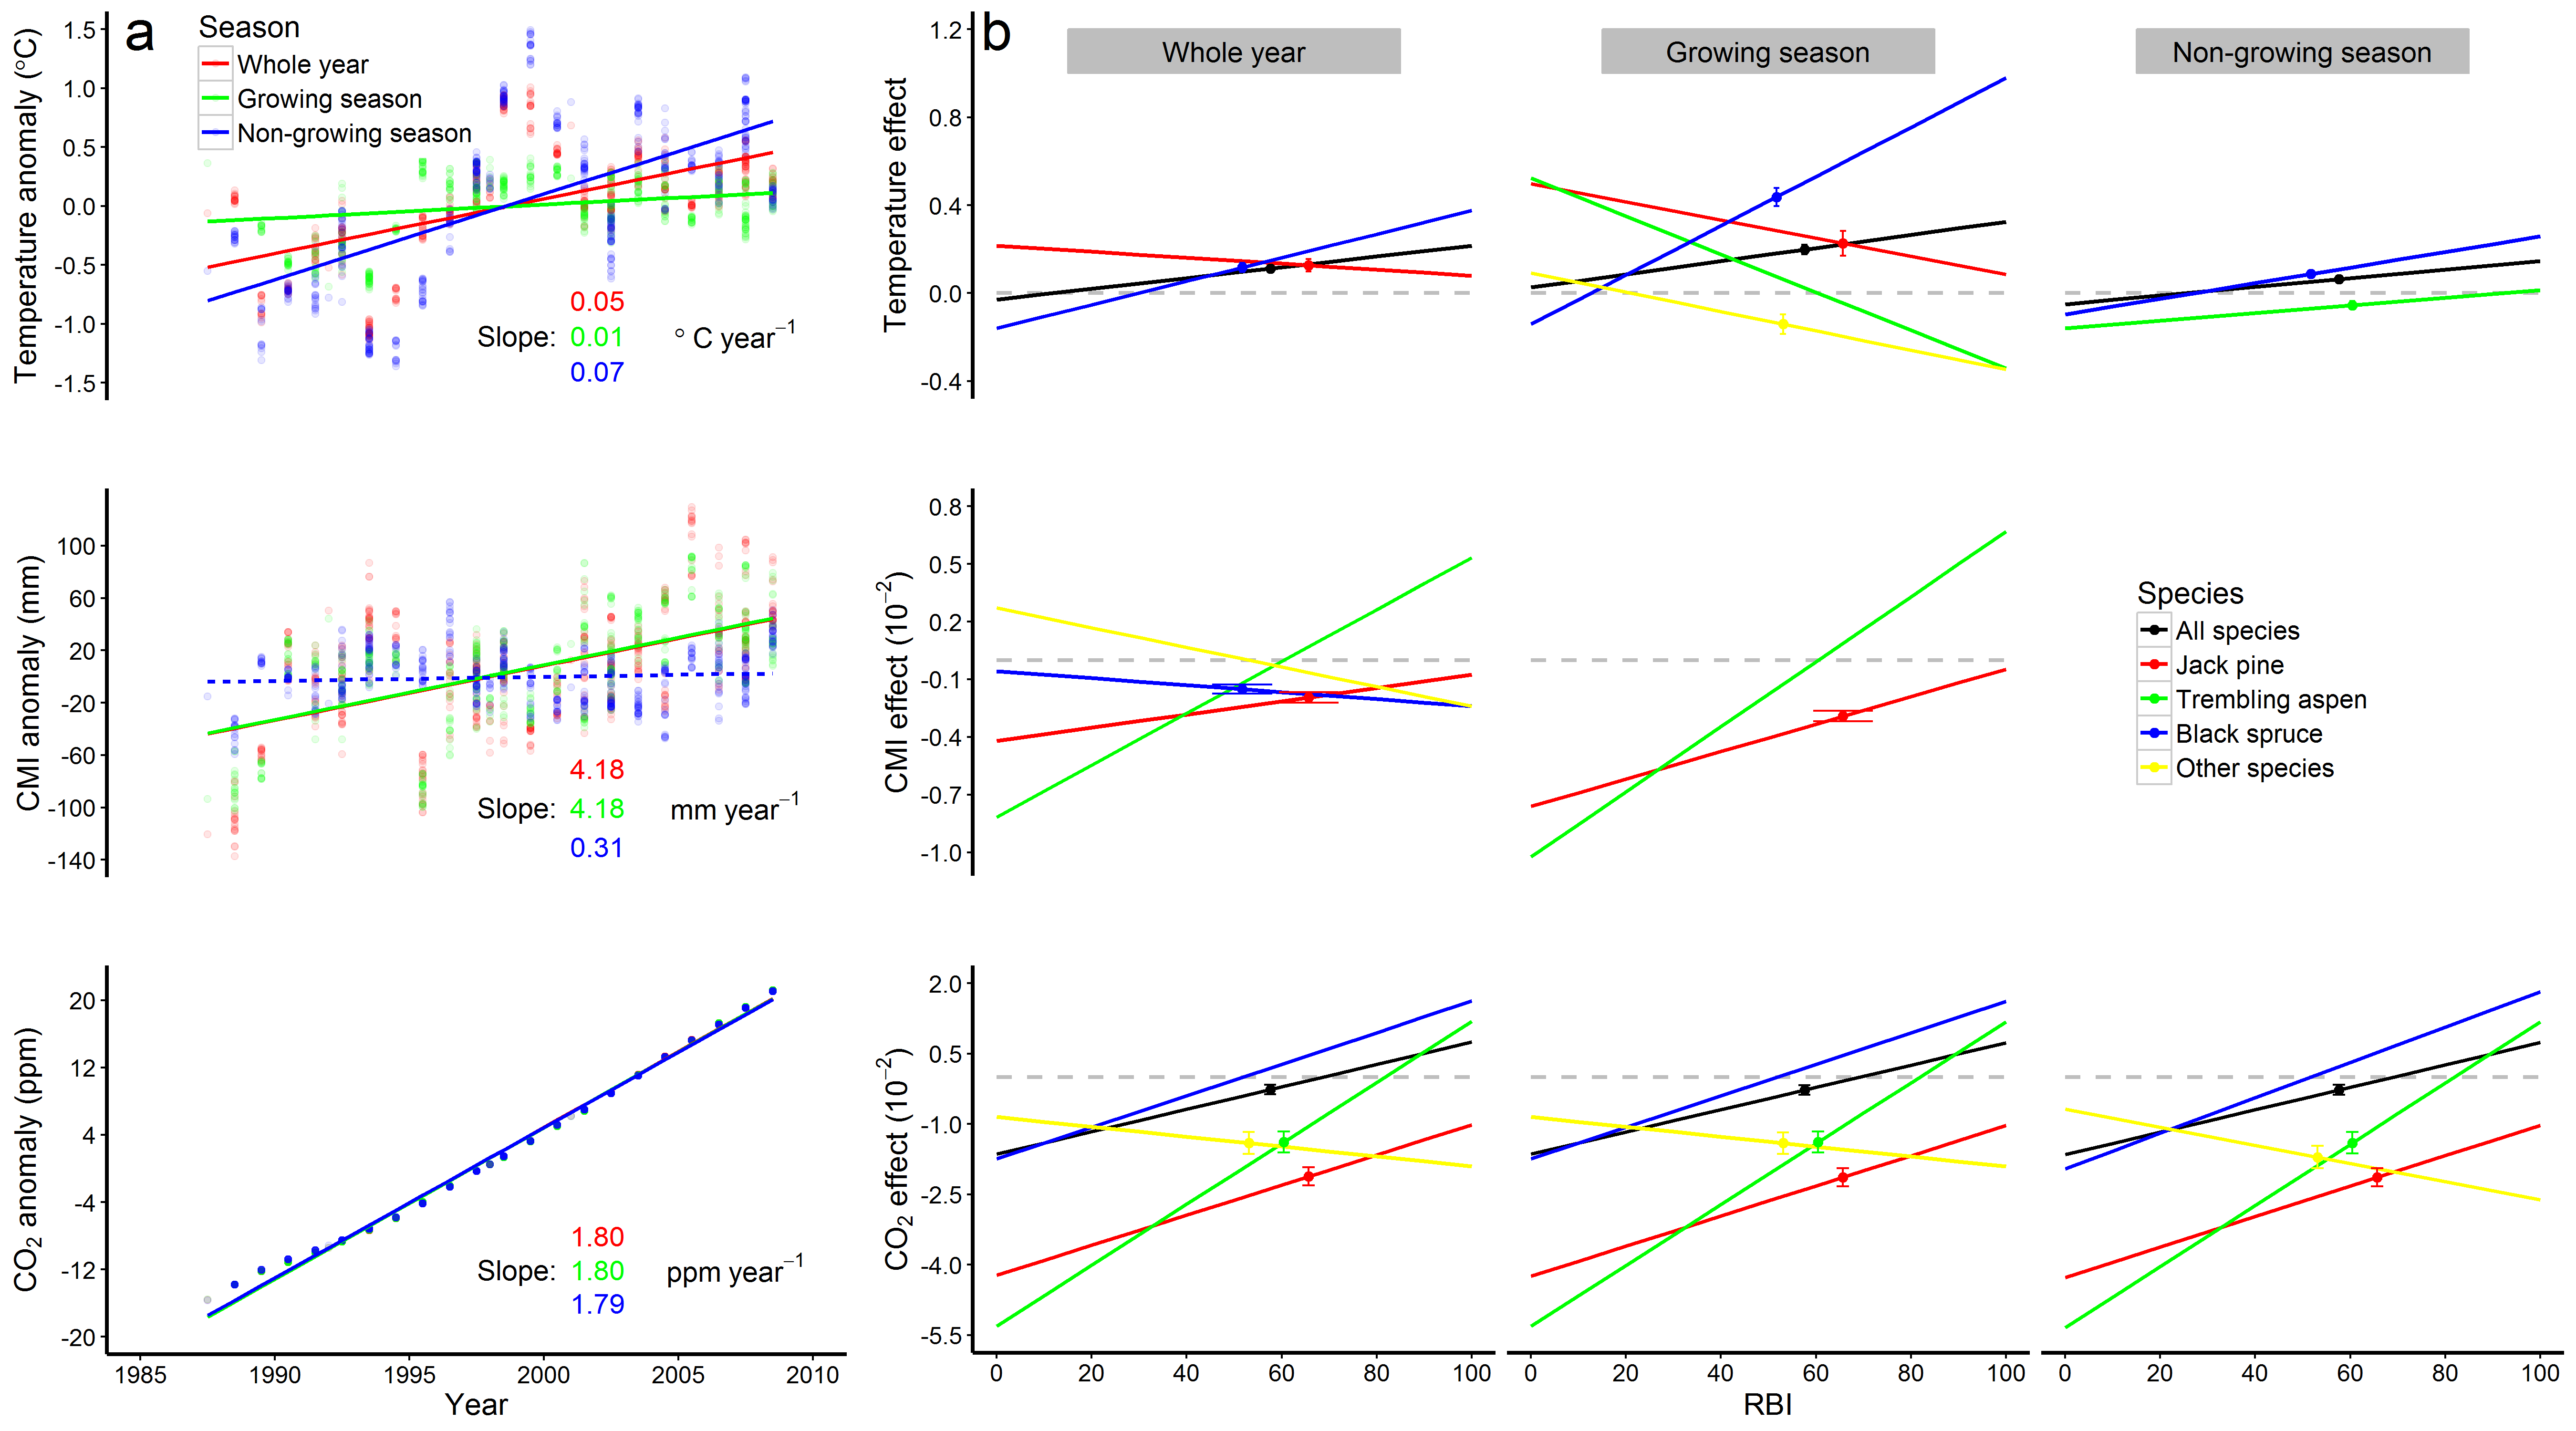 a
Season
Whole year
Growing season
Non-growing season
Temperature anomaly (°C)
1.5
1.0
0.5
0.0
-0.5
-1.0
-1.5
0.05
Slope: 0.01 ° C year⁻¹
0.07
CMI anomaly (mm)
100
60
20
-20
-60
-100
-140
4.18
Slope: 4.18 mm year⁻¹
0.31
CO₂ anomaly (ppm)
20
12
4
-4
-12
-20
1.80
Slope: 1.80 ppm year⁻¹
1.79
1985 1990 1995 2000 2005 2010
Year
b
Whole year Growing season Non-growing season
Temperature effect
1.2
0.8
0.4
0.0
-0.4
CMI effect (10⁻²)
0.8
0.5
0.2
-0.1
-0.4
-0.7
-1.0
Species
All species
Jack pine
Trembling aspen
Black spruce
Other species
CO₂ effect (10⁻²)
2.0
0.5
-1.0
-2.5
-4.0
-5.5
0 20 40 60 80 100 0 20 40 60 80 100 0 20 40 60 80 100
RBI